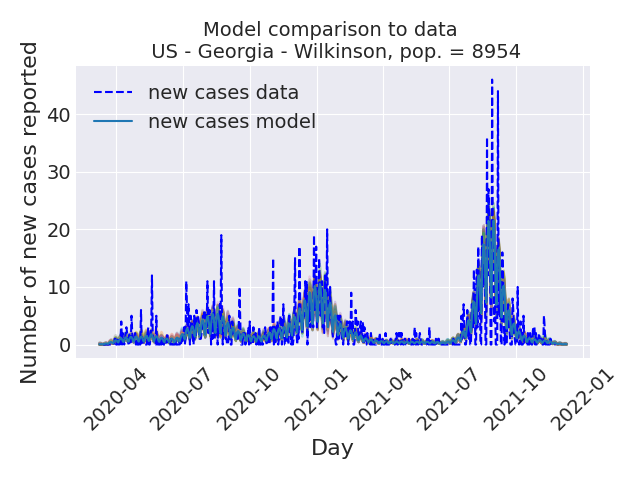 Model comparison to data
US - Georgia - Wilkinson, pop. = 8954
Number of new cases reported
new cases data
new cases model
40
30
20
10
0
2020-04
2020-07
2020-10
2021-01
2021-04
2021-07
2021-10
2022-01
Day